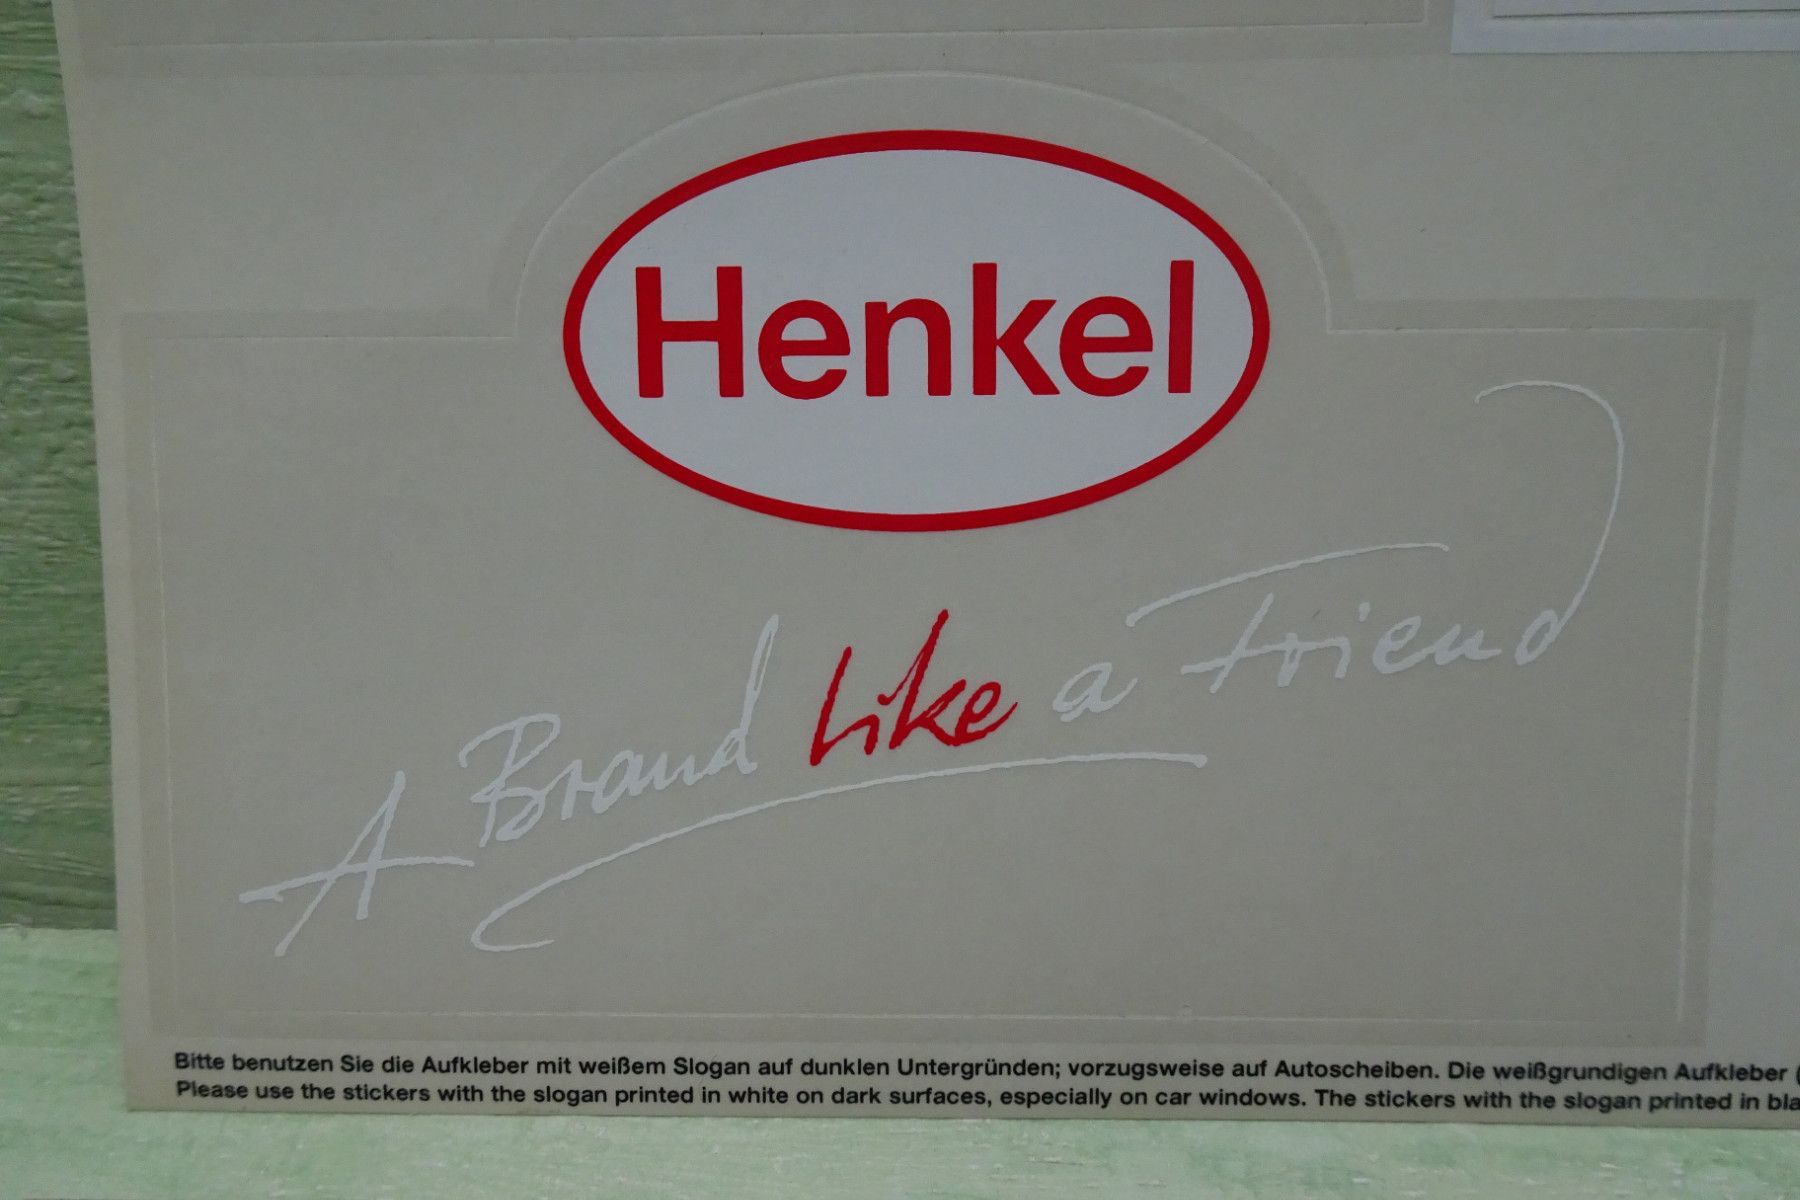 Henkel
A Brand Like a Friend
Bitte benutzen Sie die Aufkleber mit weißem Slogan auf dunklen Untergründen; vorzugsweise auf Autoscheiben. Die weißgrundigen Aufkleber (
Please use the stickers with the slogan printed in white on dark surfaces, especially on car windows. The stickers with the slogan printed in bla